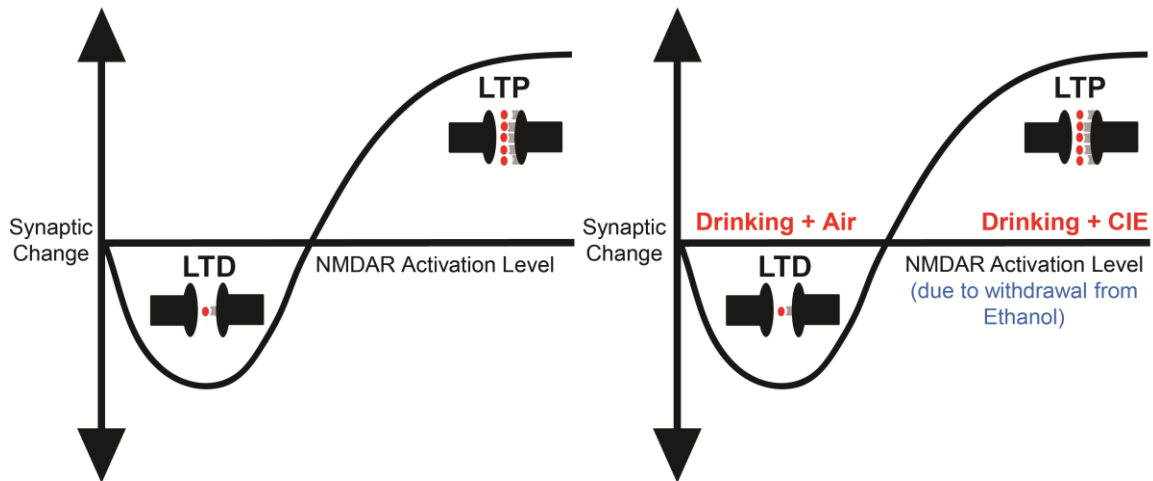 LTP
Synaptic
Change
LTD
NMDAR Activation Level
LTP
Synaptic
Change
Drinking + Air
Drinking + CIE
LTD
NMDAR Activation Level
(due to withdrawal from
Ethanol)